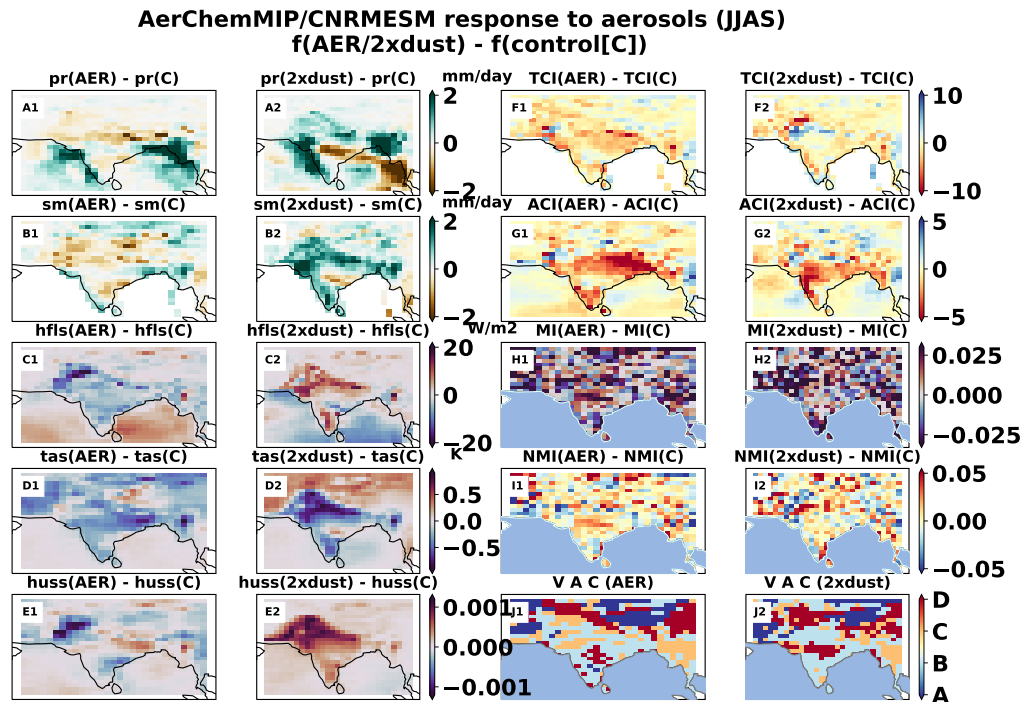 AerChemMIP/CNRMESM response to aerosols (JJAS)
f(AER/2xdust) - f(control[C])
pr(AER) - pr(C)
pr(2xdust) - pr(C)
mm/day
TCI(AER) - TCI(C)
TCI(2xdust) - TCI(C)
A1
A2
2
0
−2
F1
F2
10
0
−10
sm(AER) - sm(C)
sm(2xdust) - sm(C)
mm/day
ACI(AER) - ACI(C)
ACI(2xdust) - ACI(C)
B1
B2
2
0
−2
G1
G2
5
0
−5
hfls(AER) - hfls(C)
hfls(2xdust) - hfls(C)
W/m2
MI(AER) - MI(C)
MI(2xdust) - MI(C)
C1
C2
20
0
−20
H1
H2
0.025
0.000
−0.025
tas(AER) - tas(C)
tas(2xdust) - tas(C)
K
NMI(AER) - NMI(C)
NMI(2xdust) - NMI(C)
D1
D2
0.5
0.0
−0.5
I1
I2
0.05
0.00
−0.05
huss(AER) - huss(C)
huss(2xdust) - huss(C)
V A C (AER)
V A C (2xdust)
E1
E2
0.001
0.000
−0.001
J1
J2
D
C
B
A